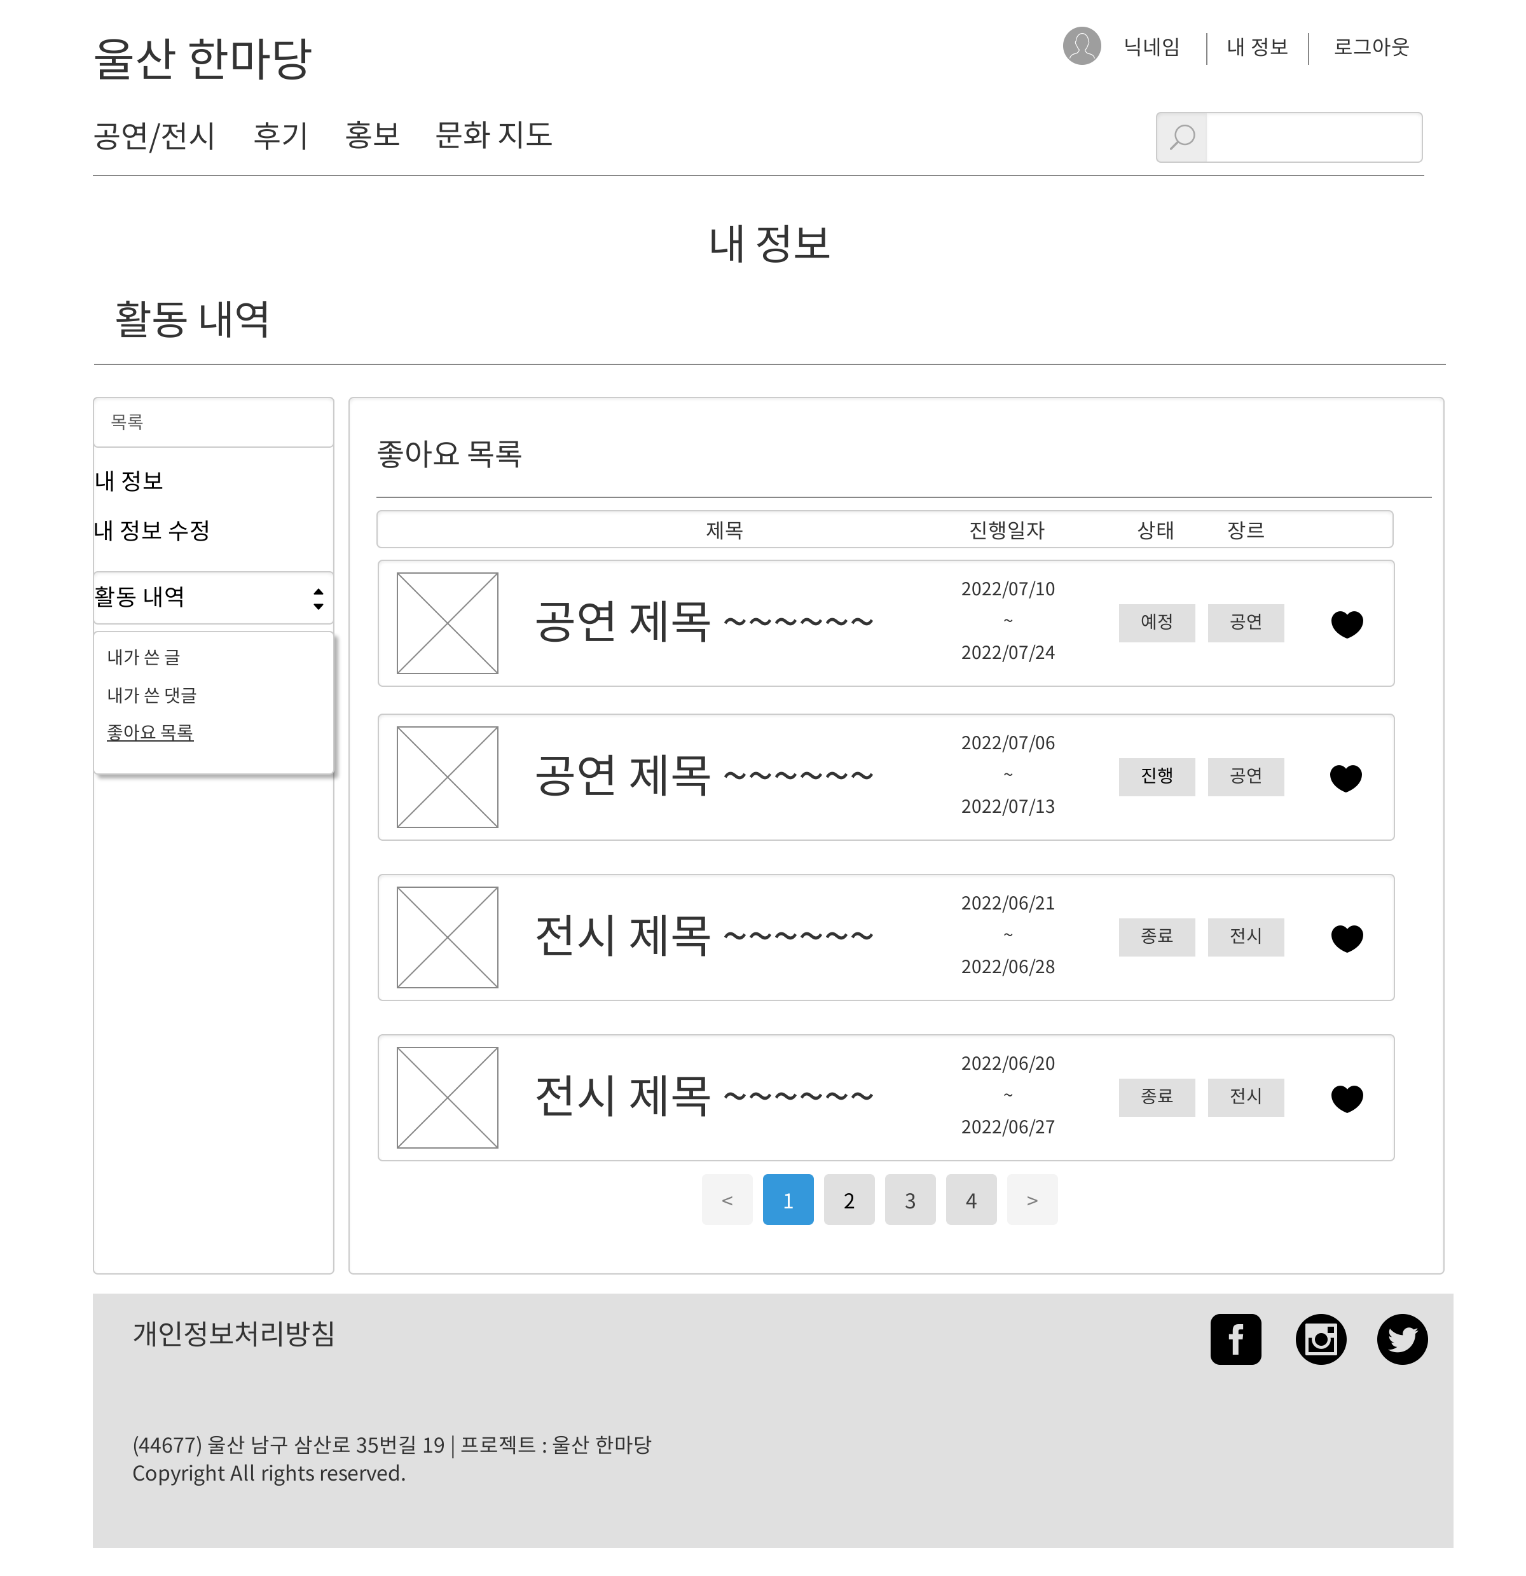 울산 한마당
닉네임 | 내 정보 | 로그아웃
공연/전시 후기 홍보 문화 지도
내 정보
활동 내역
목록
내 정보
내 정보 수정
활동 내역
내가 쓴 글
내가 쓴 댓글
좋아요 목록
좋아요 목록
제목 진행일자 상태 장르
공연 제목 ~~~~~~
2022/07/10
~
2022/07/24
예정 공연
공연 제목 ~~~~~~
2022/07/06
~
2022/07/13
진행 공연
전시 제목 ~~~~~~
2022/06/21
~
2022/06/28
종료 전시
전시 제목 ~~~~~~
2022/06/20
~
2022/06/27
종료 전시
< 1 2 3 4 >
개인정보처리방침
(44677) 울산 남구 삼산로 35번길 19 | 프로젝트 : 울산 한마당
Copyright All rights reserved.